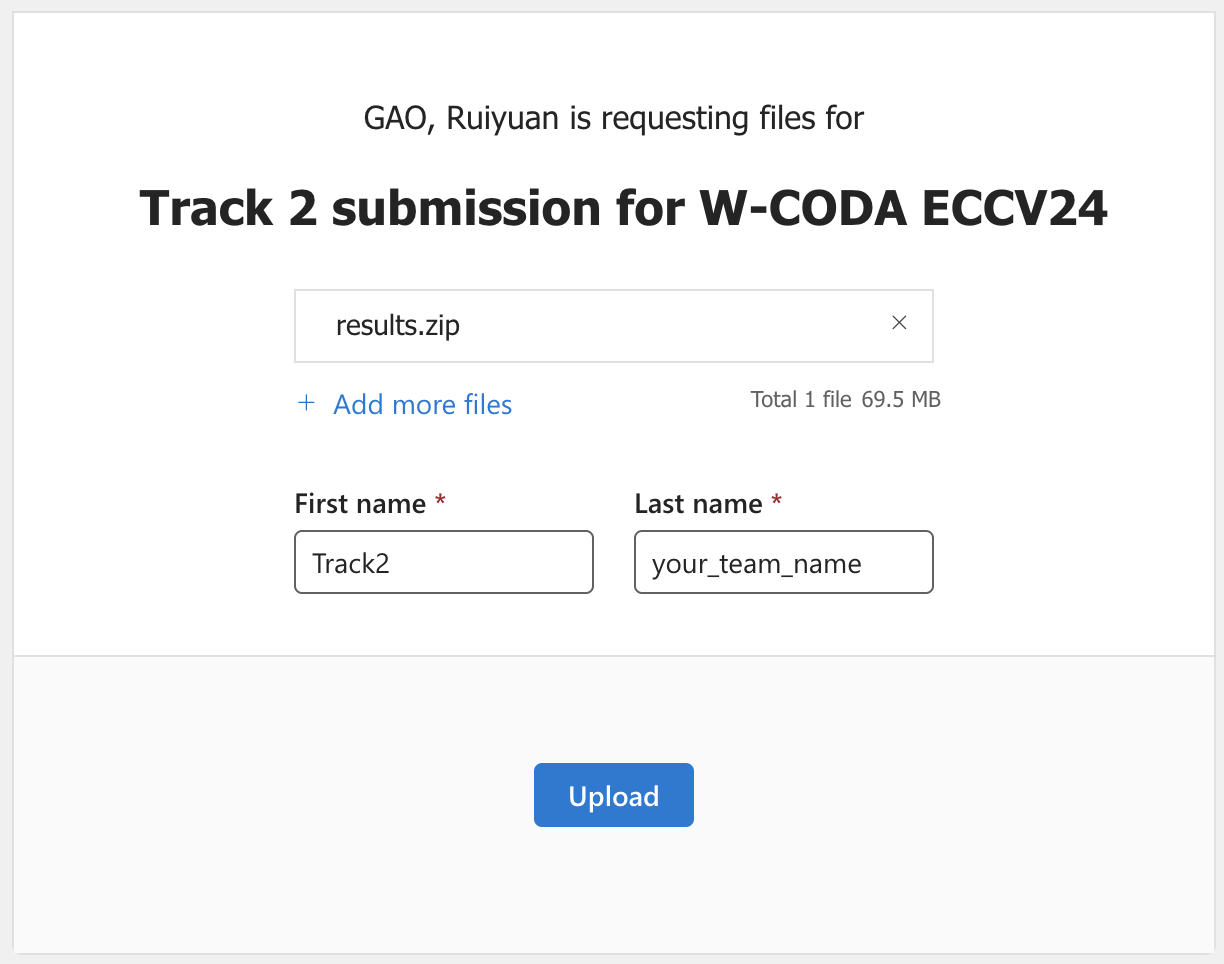 GAO, Ruiyuan is requesting files for
Track 2 submission for W-CODA ECCV24
results.zip
+ Add more files
Total 1 file 69.5 MB
First name *
Last name *
Track2
your_team_name
Upload